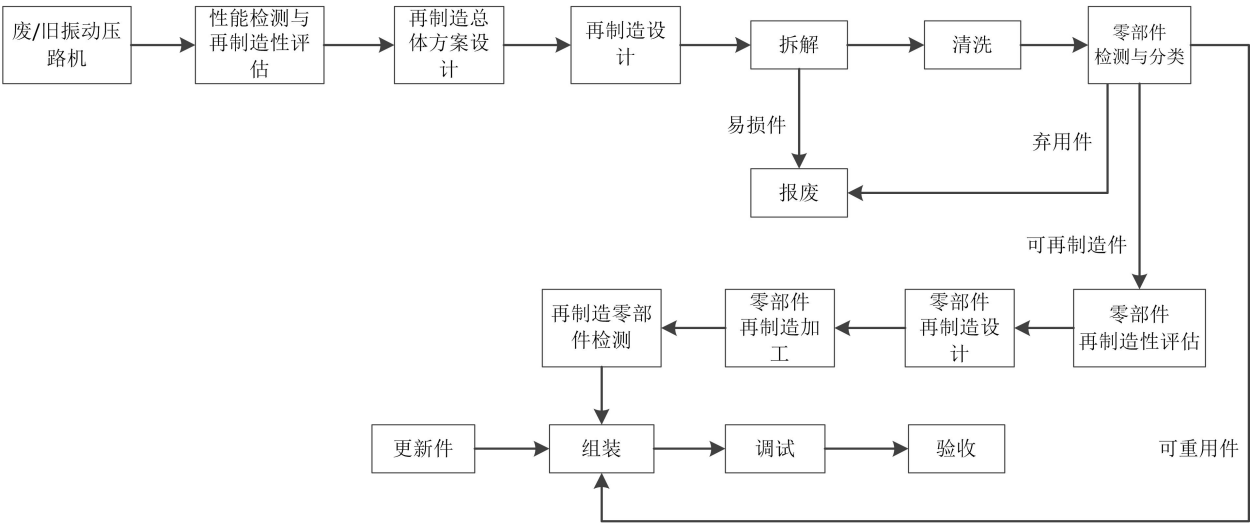 废/旧振动压
路机
性能检测与
再制造性评
估
再制造总
体方案设
计
再制造设
计
拆解
清洗
零部件
检测与分类
易损件
弃用件
报废
可再制造件
再制造零部
件检测
零部件
再制造加
工
零部件
再制造设
计
零部件
再制造性评估
更新件
组装
调试
验收
可重用件